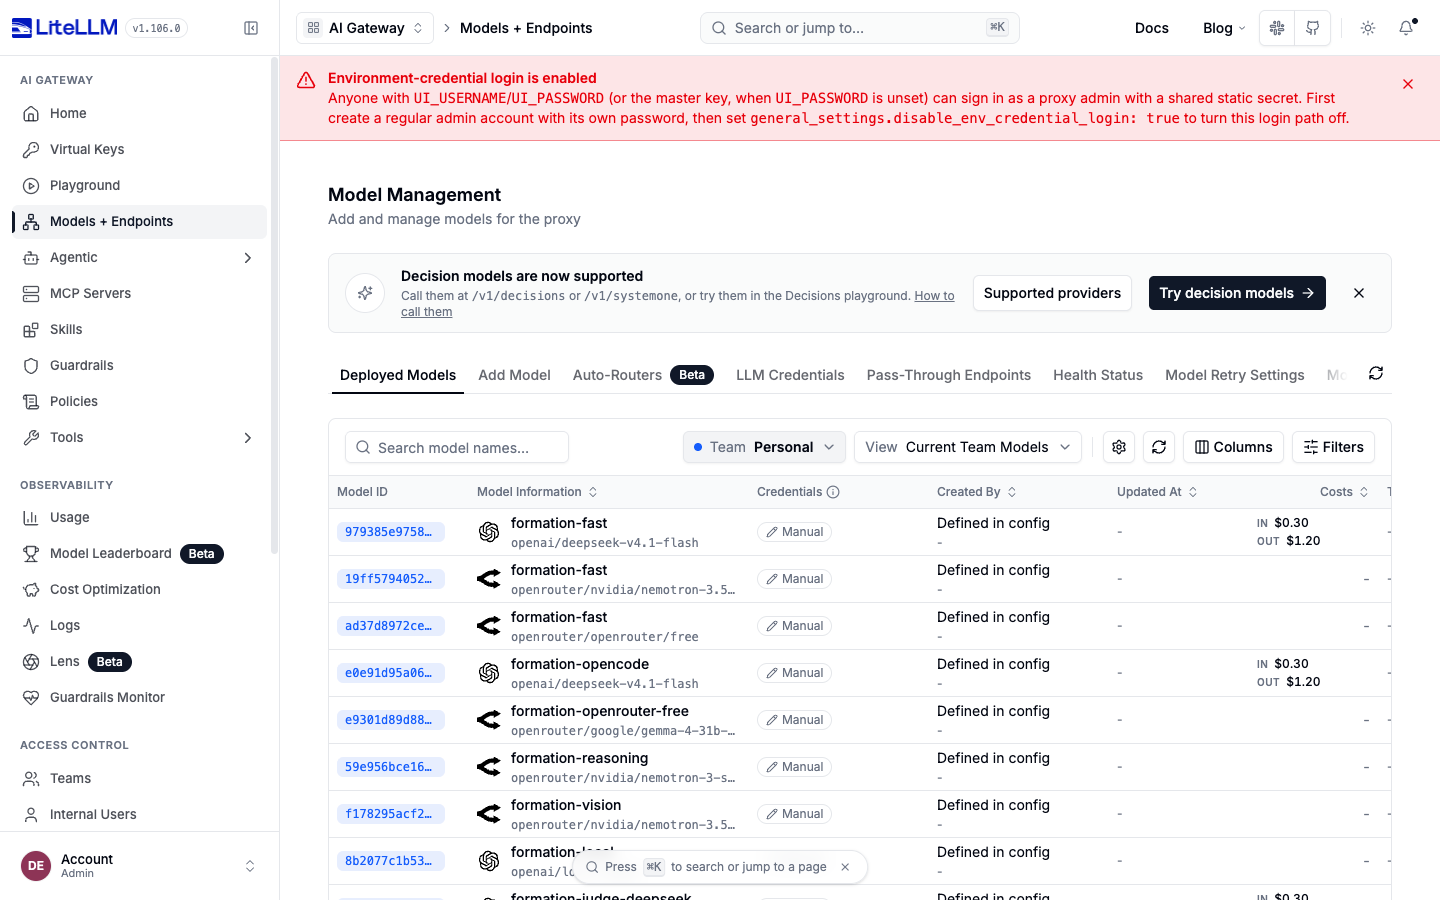 LiteLLM v1.106.0
AI Gateway
Models + Endpoints
Search or jump to...
⌘K
Docs
Blog
AI GATEWAY
Home
Virtual Keys
Playground
Models + Endpoints
Agentic
MCP Servers
Skills
Guardrails
Policies
Tools
OBSERVABILITY
Usage
Model Leaderboard Beta
Cost Optimization
Logs
Lens Beta
Guardrails Monitor
ACCESS CONTROL
Teams
Internal Users
DE
Account
Admin
Environment-credential login is enabled
Anyone with UI_USERNAME/UI_PASSWORD (or the master key, when UI_PASSWORD is unset) can sign in as a proxy admin with a shared static secret. First
create a regular admin account with its own password, then set general_settings.disable_env_credential_login: true to turn this login path off.
Model Management
Add and manage models for the proxy
Decision models are now supported
Call them at /v1/decisions or /v1/systemone, or try them in the Decisions playground. How to
call them
Supported providers
Try decision models →
Deployed Models
Add Model
Auto-Routers Beta
LLM Credentials
Pass-Through Endpoints
Health Status
Model Retry Settings
Search model names...
Team Personal
View Current Team Models
Columns
Filters
Model ID Model Information Credentials Created By Updated At Costs
979385e9758… formation-fast Manual Defined in config - IN $0.30
openai/deepseek-v4.1-flash - OUT $1.20
19ff5794052… formation-fast Manual Defined in config - -
openrouter/nvidia/nemotron-3.5… -
ad37d8972ce… formation-fast Manual Defined in config - -
openrouter/openrouter/free -
e0e91d95a06… formation-opencode Manual Defined in config - IN $0.30
openai/deepseek-v4.1-flash - OUT $1.20
e9301d89d88… formation-openrouter-free Manual Defined in config - -
openrouter/google/gemma-4-31b-… -
59e956bce16… formation-reasoning Manual Defined in config - -
openrouter/nvidia/nemotron-3-s… -
f178295acf2… formation-vision Manual Defined in config - -
openrouter/nvidia/nemotron-3.5… -
8b2077c1b53… Manual Defined in config - -
-
formation-judge-deepseek Defined in config IN $0.30
Press ⌘K to search or jump to a page